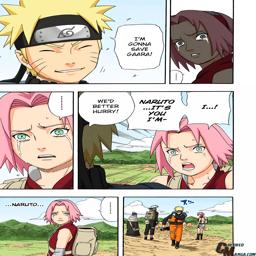 I'M
GONNA
SAVE
GAARA!
.........
WE'D
BETTER
HURRY!
NARUTO
...IT'S
YOU
I'M-
I...!
...NARUTO...